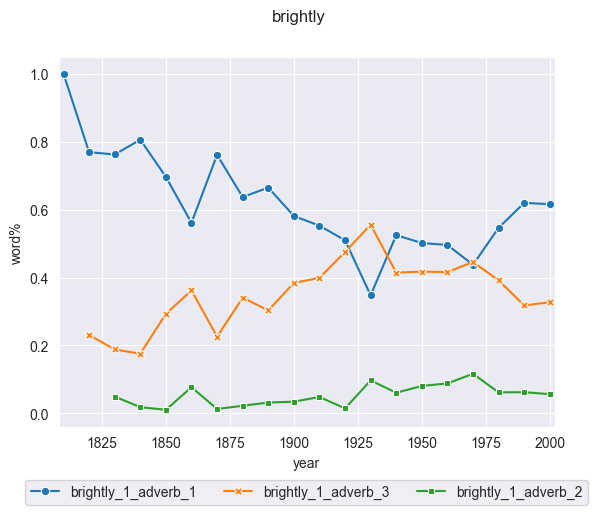 brightly
word%
1.0
0.8
0.6
0.4
0.2
0.0
1825 1850 1875 1900 1925 1950 1975 2000
year
brightly_1_adverb_1 brightly_1_adverb_3 brightly_1_adverb_2